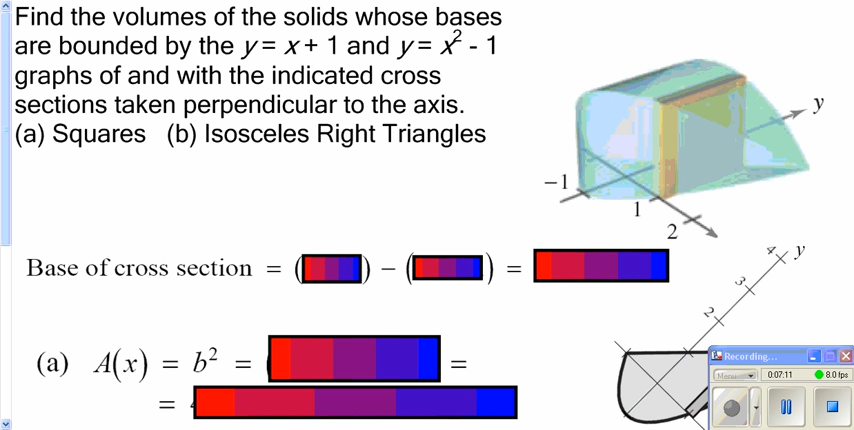 Find the volumes of the solids whose bases
are bounded by the y = x + 1 and y = x² - 1
graphs of and with the indicated cross
sections taken perpendicular to the axis.
(a) Squares (b) Isosceles Right Triangles
y
−1
1
2
Base of cross section = ( ) − ( ) =
4 y
3
2
(a) A(x) = b² = ( =
=
Recording...
Menu 0:07:11 8.0 fps